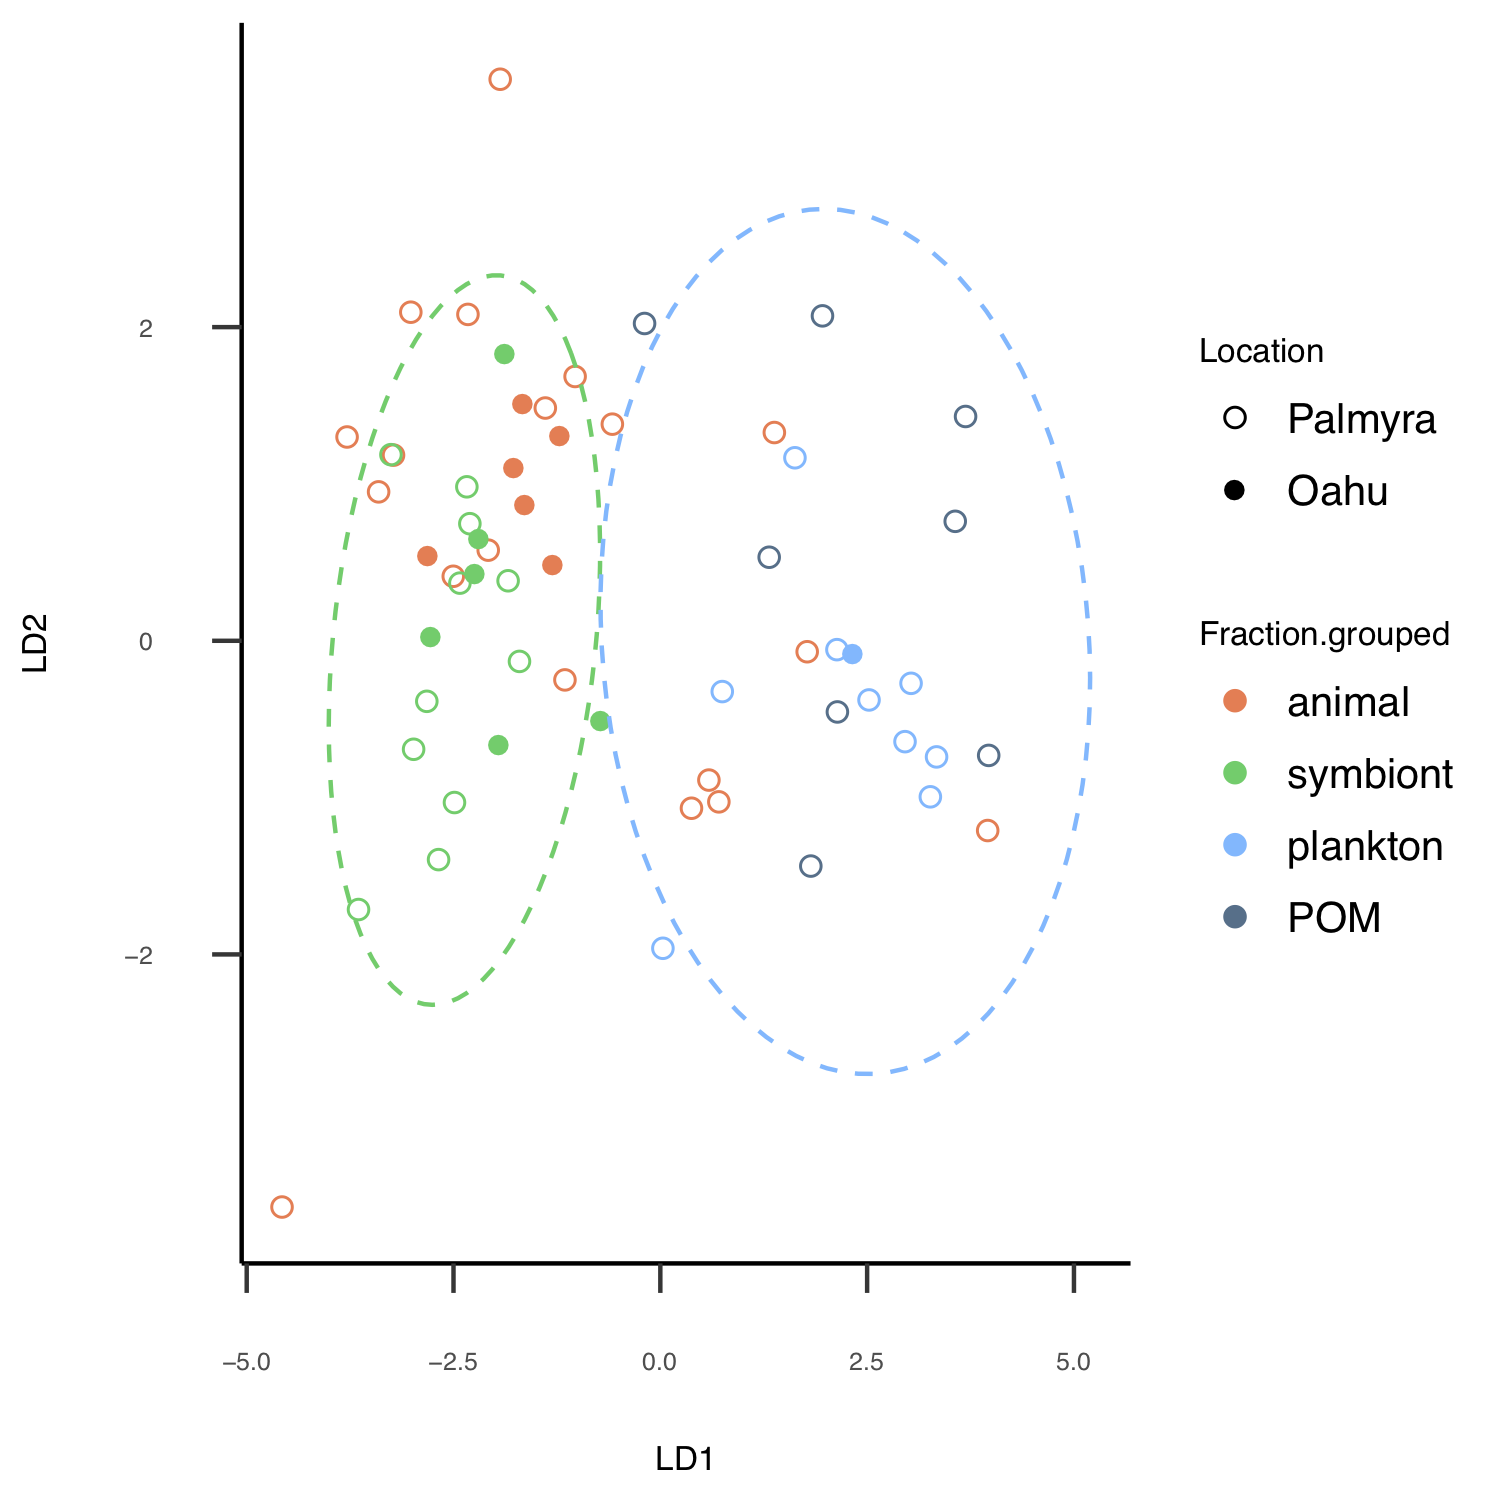 LD2
2
0
−2
−5.0
−2.5
0.0
2.5
5.0
LD1
Location
Palmyra
Oahu
Fraction.grouped
animal
symbiont
plankton
POM